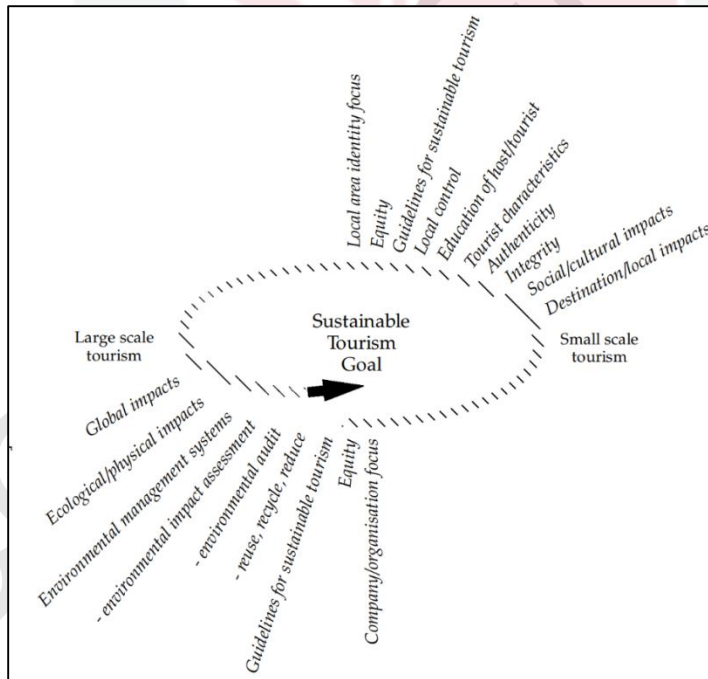 Local area identity focus
Equity
Guidelines for sustainable tourism
Local control
Education of host/tourist
Tourist characteristics
Authenticity
Integrity
Social/cultural impacts
Destination/local impacts
Large scale
tourism
Sustainable
Tourism
Goal
Small scale
tourism
Global impacts
Ecological/physical impacts
Environmental management systems
- environmental impact assessment
- environmental audit
- reuse, recycle, reduce
Guidelines for sustainable tourism
Equity
Company/organisation focus